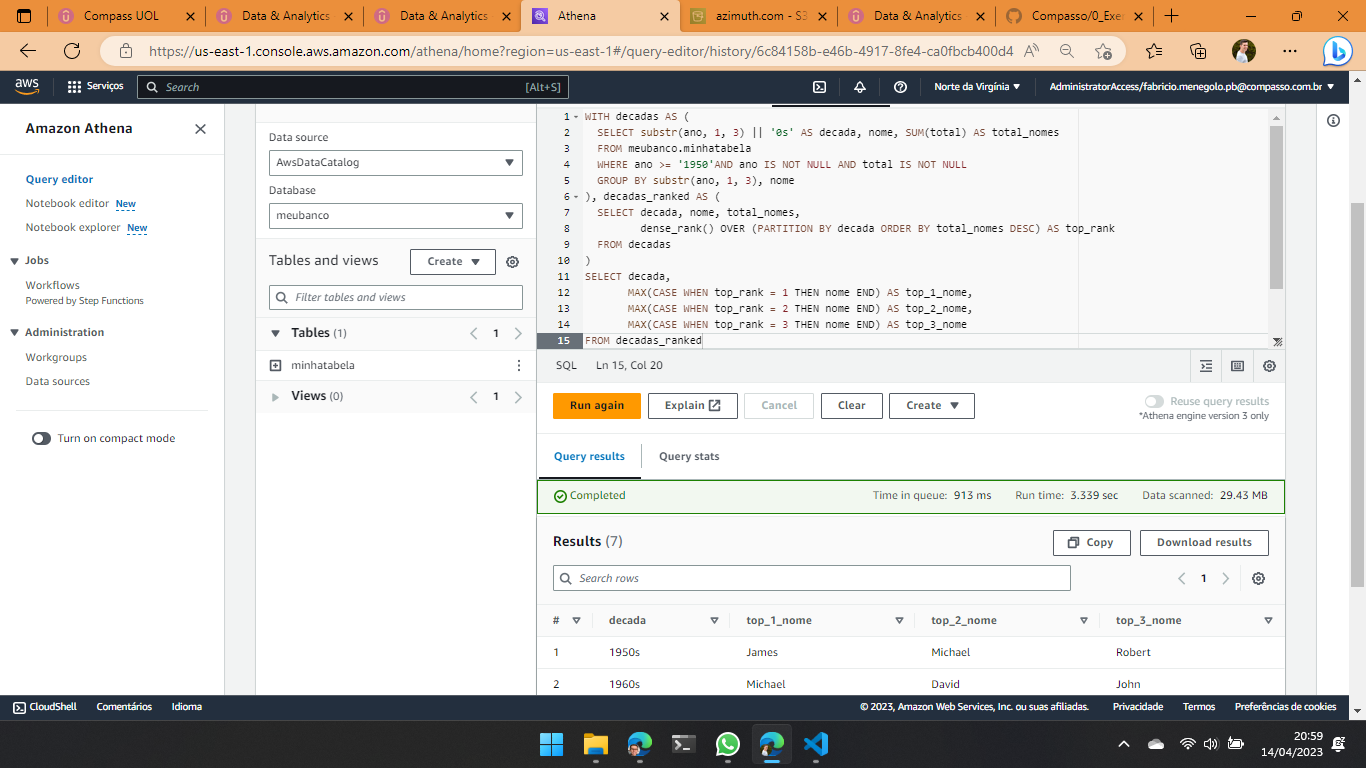 Compass UOL
Data & Analytics
Data & Analytics
Athena
azimuth.com - S3
Data & Analytics
Compasso/0_Exe
https://us-east-1.console.aws.amazon.com/athena/home?region=us-east-1#/query-editor/history/6c84158b-e46b-4917-8fe4-ca0fbcb400d4
aws
Serviços
Search
[Alt+S]
Norte da Virgínia
AdministratorAccess/fabricio.menegolo.pb@compasso.com.br
Amazon Athena
Query editor
Notebook editor New
Notebook explorer New
Jobs
Workflows
Powered by Step Functions
Administration
Workgroups
Data sources
Turn on compact mode
Data source
AwsDataCatalog
Database
meubanco
Tables and views
Create
Filter tables and views
Tables (1)
1
minhatabela
Views (0)
1
1 WITH decadas AS (
2 SELECT substr(ano, 1, 3) || '0s' AS decada, nome, SUM(total) AS total_nomes
3 FROM meubanco.minhatabela
4 WHERE ano >= '1950'AND ano IS NOT NULL AND total IS NOT NULL
5 GROUP BY substr(ano, 1, 3), nome
6 ), decadas_ranked AS (
7 SELECT decada, nome, total_nomes,
8 dense_rank() OVER (PARTITION BY decada ORDER BY total_nomes DESC) AS top_rank
9 FROM decadas
10 )
11 SELECT decada,
12 MAX(CASE WHEN top_rank = 1 THEN nome END) AS top_1_nome,
13 MAX(CASE WHEN top_rank = 2 THEN nome END) AS top_2_nome,
14 MAX(CASE WHEN top_rank = 3 THEN nome END) AS top_3_nome
15 FROM decadas_ranked
SQL Ln 15, Col 20
Run again
Explain
Cancel
Clear
Create
Reuse query results
*Athena engine version 3 only
Query results
Query stats
Completed
Time in queue: 913 ms
Run time: 3.339 sec
Data scanned: 29.43 MB
Results (7)
Copy
Download results
Search rows
1
# decada top_1_nome top_2_nome top_3_nome
1 1950s James Michael Robert
2 1960s Michael David John
CloudShell
Comentários
Idioma
© 2023, Amazon Web Services, Inc. ou suas afiliadas.
Privacidade
Termos
Preferências de cookies
20:59
14/04/2023